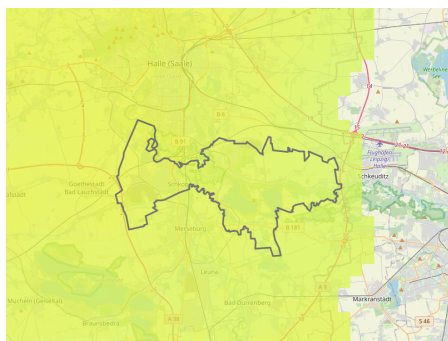 Halle (Saale)
14
B 6
B 91
Flughafen
Leipzig/
Halle
Schkeuditz
Goethestadt
Bad Lauchstädt
Schkop
Merseburg
B 181
Leuna
A 9
Bad Dürrenberg
Markranstädt
Mücheln (Geiseltal)
Braunsbedra
A 38
S 46